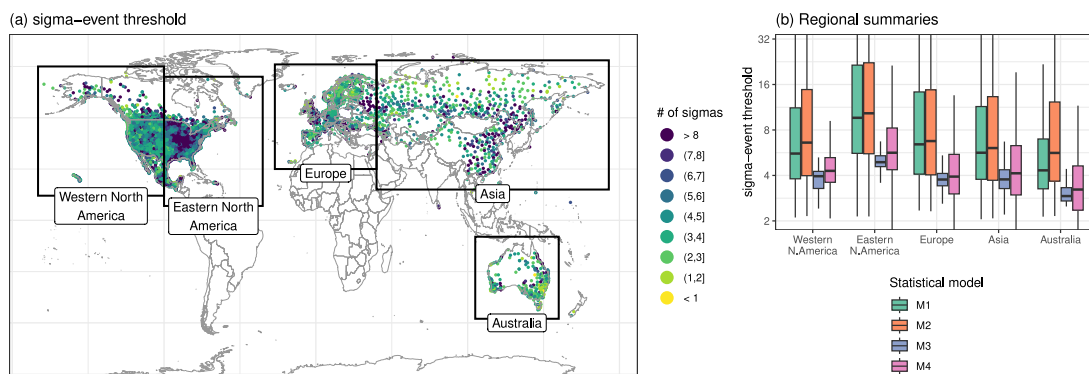 (a) sigma−event threshold
Western North
America
Eastern North
America
Europe
Asia
Australia
# of sigmas
> 8
(7,8]
(6,7]
(5,6]
(4,5]
(3,4]
(2,3]
(1,2]
< 1
(b) Regional summaries
sigma−event threshold
32
16
8
4
2
Western
N.America
Eastern
N.America
Europe
Asia
Australia
Statistical model
M1
M2
M3
M4